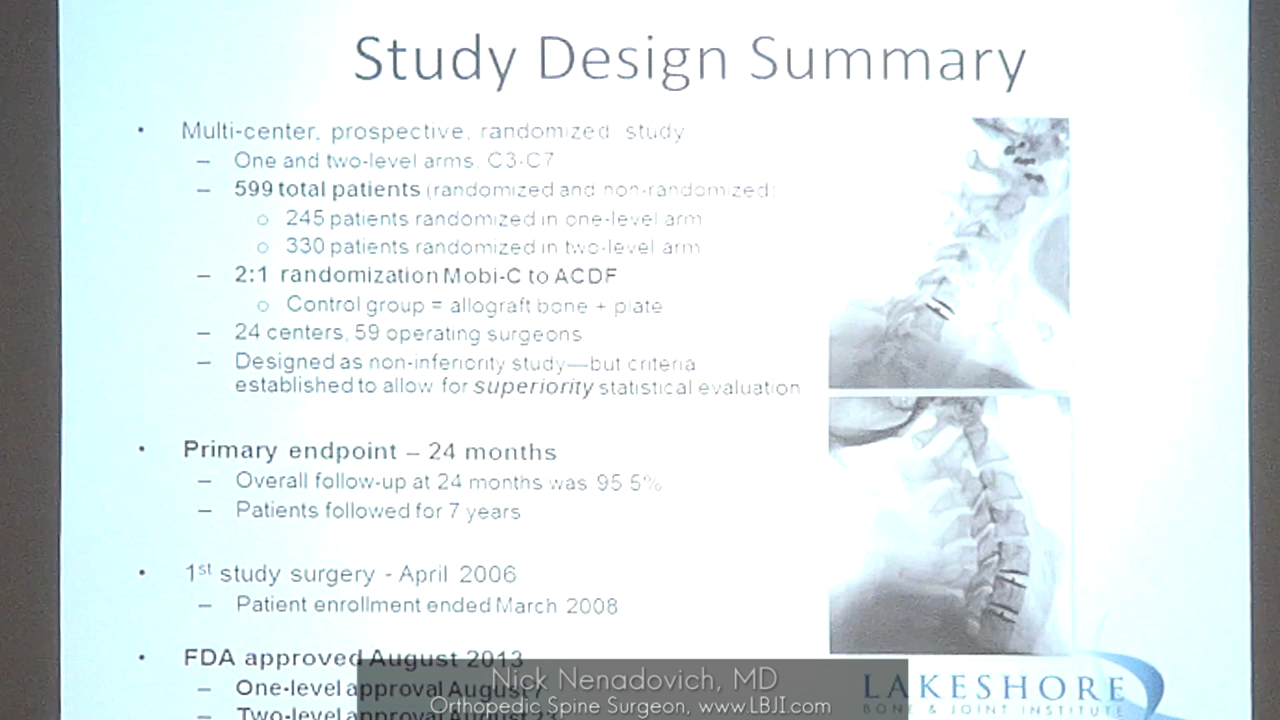 Study Design Summary
• Multi-center, prospective, randomized study
– One and two-level arms, C3-C7
– 599 total patients (randomized and non-randomized)
o 245 patients randomized in one-level arm
o 330 patients randomized in two-level arm
– 2:1 randomization Mobi-C to ACDF
o Control group = allograft bone + plate
– 24 centers, 59 operating surgeons
– Designed as non-inferiority study—but criteria
established to allow for superiority statistical evaluation
• Primary endpoint – 24 months
– Overall follow-up at 24 months was 95.5%
– Patients followed for 7 years
• 1st study surgery - April 2006
– Patient enrollment ended March 2008
• FDA approved August 2013
– One-level approval August 7
– Two-level approval August 23
Nick Nenadovich, MD
Orthopedic Spine Surgeon, www.LBJI.com
LAKESHORE
BONE & JOINT INSTITUTE